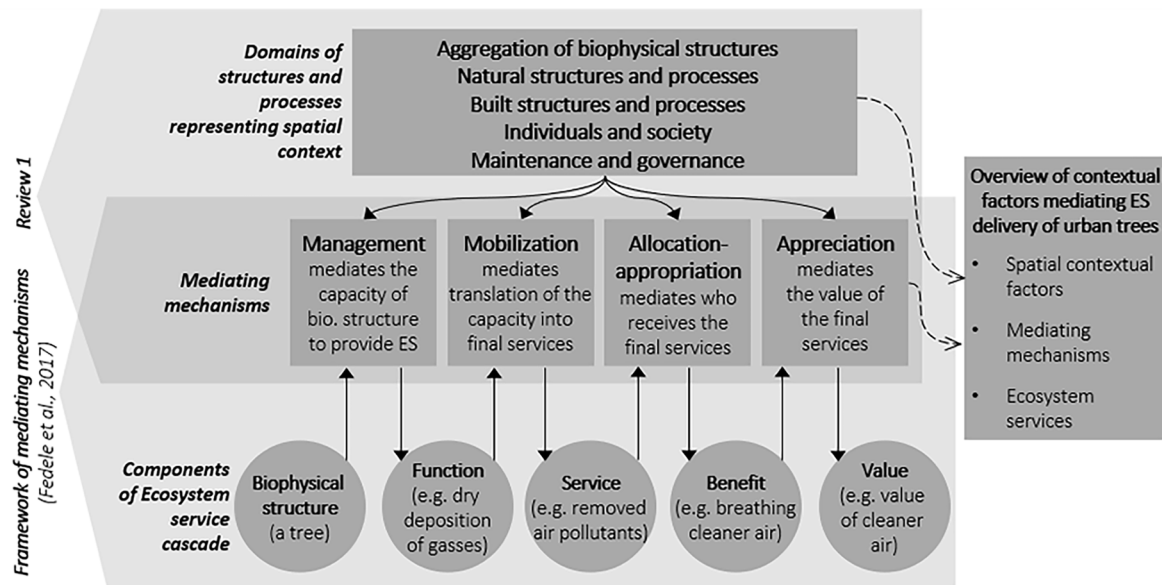 Domains of
structures and
processes
representing spatial
context
Aggregation of biophysical structures
Natural structures and processes
Built structures and processes
Individuals and society
Maintenance and governance
Review 1
Overview of contextual
factors mediating ES
delivery of urban trees
• Spatial contextual
factors
• Mediating
mechanisms
• Ecosystem
services
Mediating
mechanisms
Management
mediates the
capacity of
bio. structure
to provide ES
Mobilization
mediates
translation of the
capacity into
final services
Allocation-
appropriation
mediates who
receives the
final services
Appreciation
mediates
the value of
the final
services
Framework of mediating mechanisms
(Fedele et al., 2017)
Components
of Ecosystem
service
cascade
Biophysical
structure
(a tree)
Function
(e.g. dry
deposition
of gasses)
Service
(e.g. removed
air pollutants)
Benefit
(e.g. breathing
cleaner air)
Value
(e.g. value
of cleaner
air)